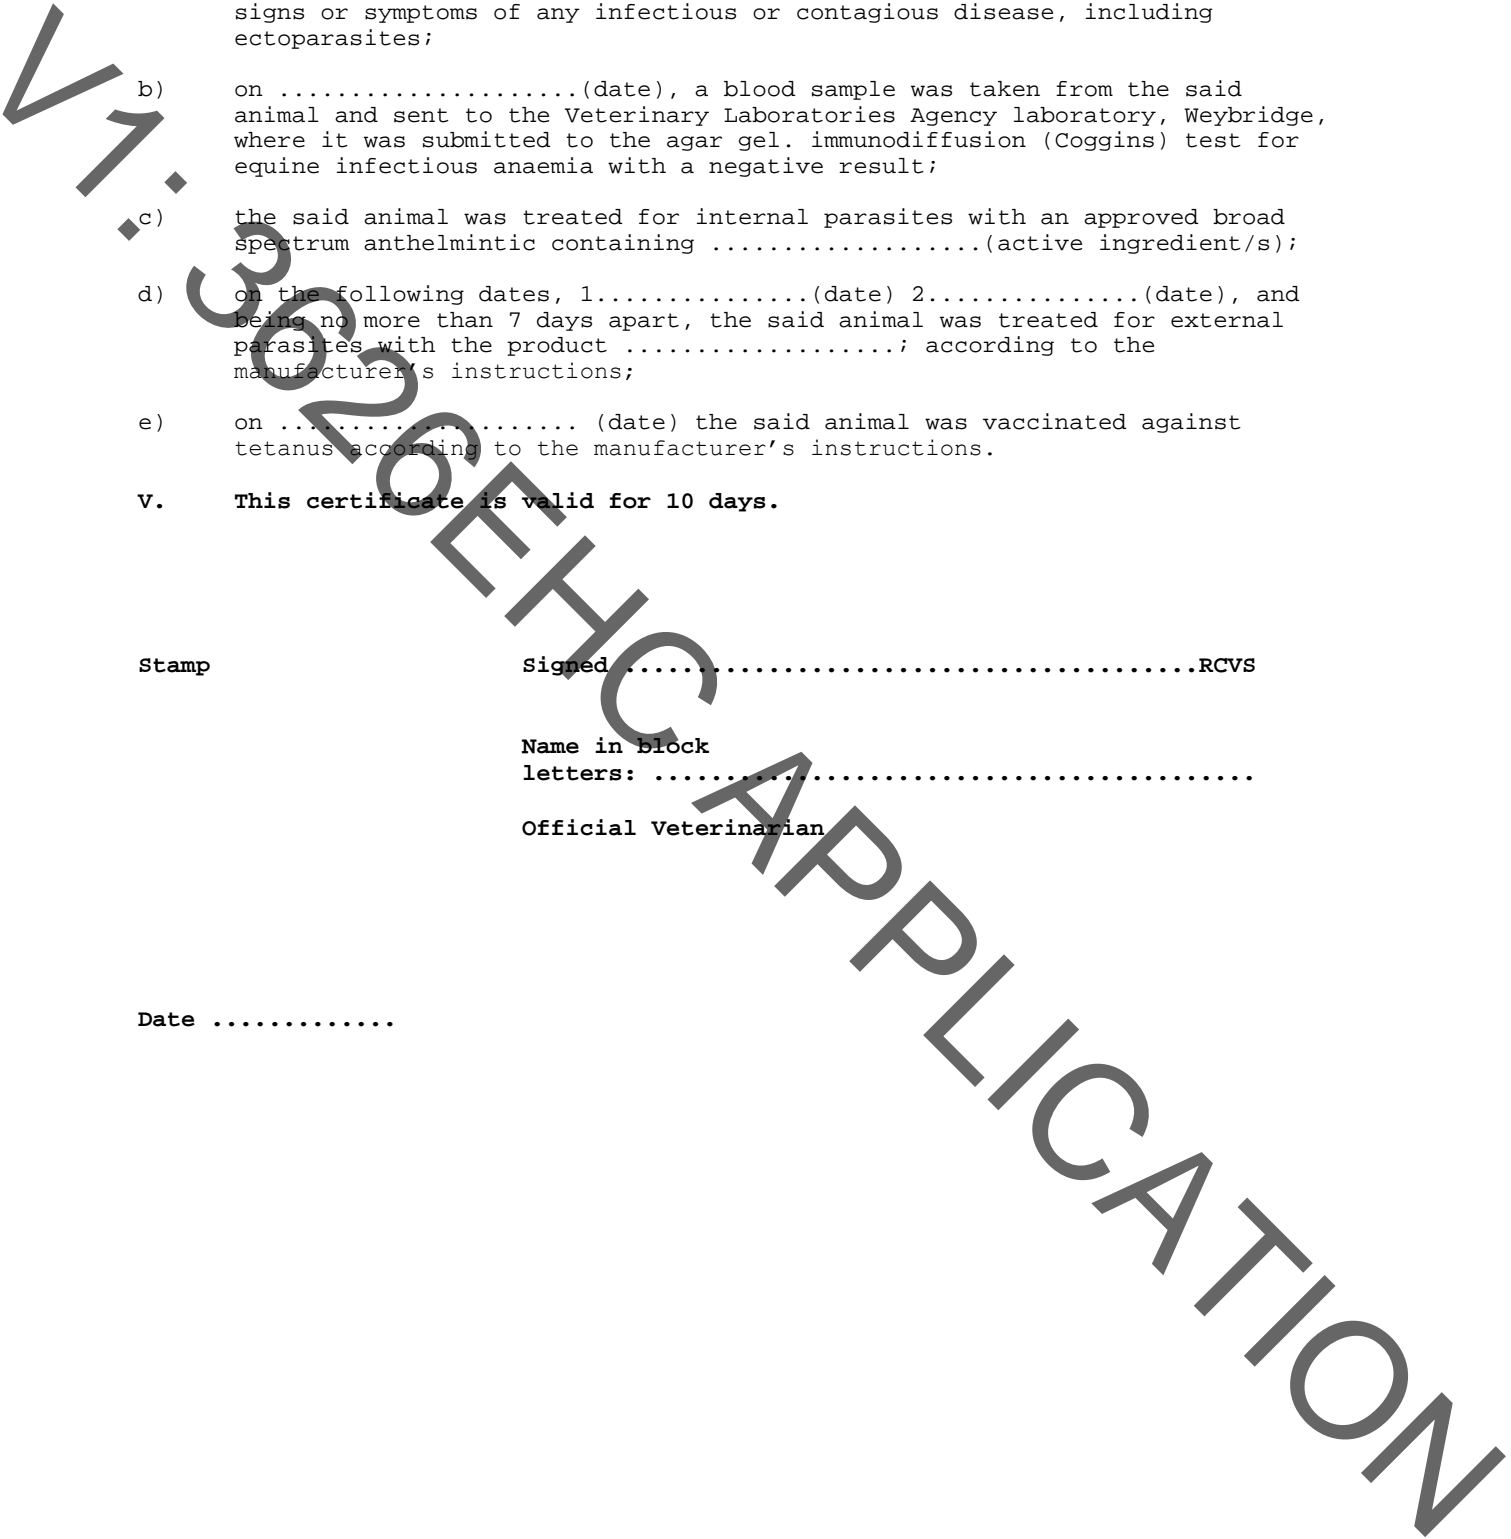 signs or symptoms of any infectious or contagious disease, including
ectoparasites;
b) on .....................(date), a blood sample was taken from the said
animal and sent to the Veterinary Laboratories Agency laboratory, Weybridge,
where it was submitted to the agar gel. immunodiffusion (Coggins) test for
equine infectious anaemia with a negative result;
c) the said animal was treated for internal parasites with an approved broad
spectrum anthelmintic containing ...................(active ingredient/s);
d) on the following dates, 1...............(date) 2...............(date), and
being no more than 7 days apart, the said animal was treated for external
parasites with the product ...................; according to the
manufacturer's instructions;
e) on ..................... (date) the said animal was vaccinated against
tetanus according to the manufacturer's instructions.
V. This certificate is valid for 10 days.
Stamp Signed ........................................RCVS
Name in block
letters: ..........................................
Official Veterinarian
Date .............
V1: 3626EHC APPLICATION